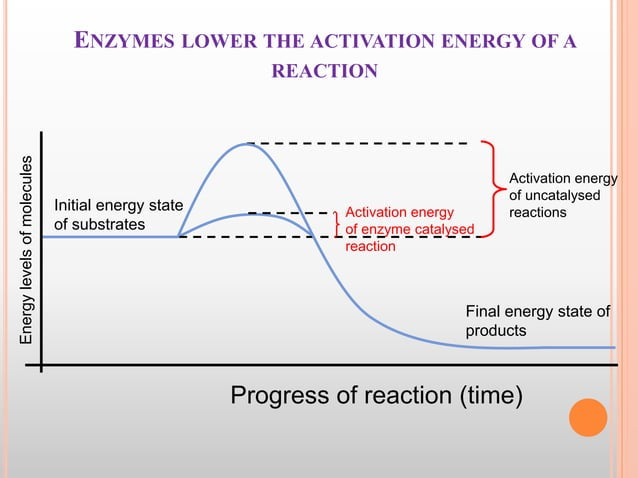 ENZYMES LOWER THE ACTIVATION ENERGY OF A
REACTION
Energy levels of molecules
Initial energy state
of substrates
Activation energy
of enzyme catalysed
reaction
Activation energy
of uncatalysed
reactions
Final energy state of
products
Progress of reaction (time)